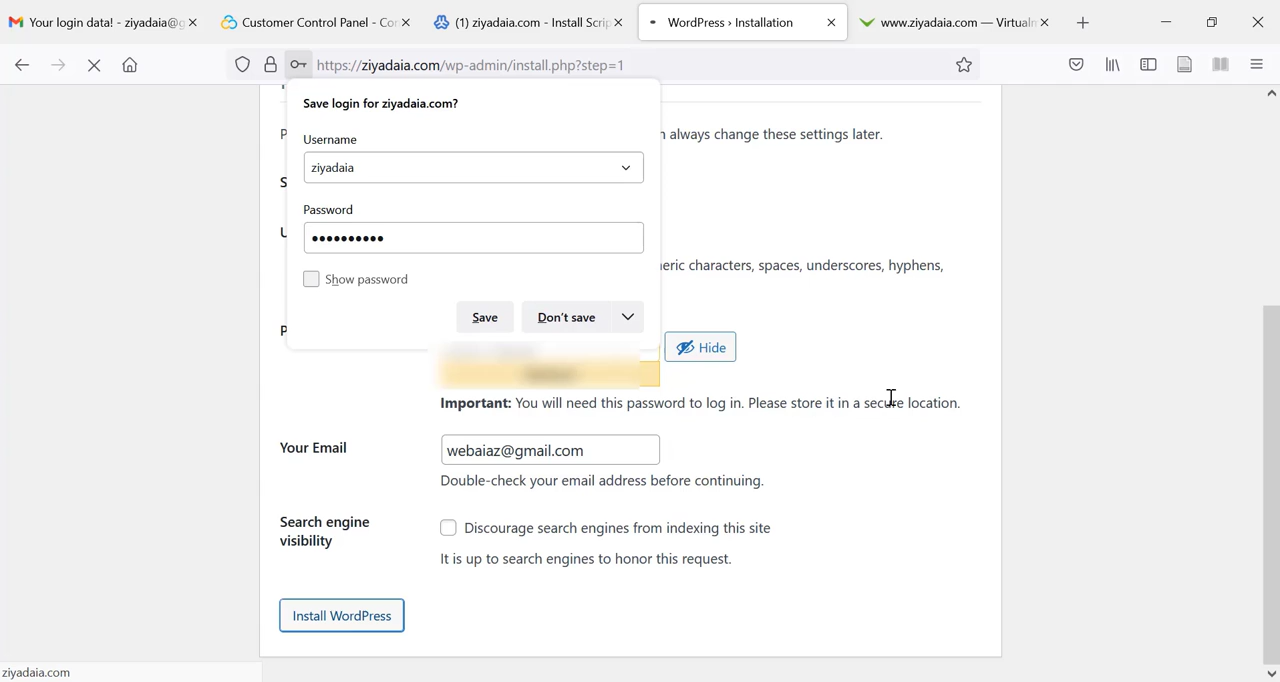 Your login data! - ziyadaia@g
Customer Control Panel - Cor
(1) ziyadaia.com - Install Scrip
WordPress › Installation
www.ziyadaia.com — Virtualn
https://ziyadaia.com/wp-admin/install.php?step=1
Save login for ziyadaia.com?
Username
ziyadaia
Password
••••••••••
Show password
Save
Don't save
n always change these settings later.
eric characters, spaces, underscores, hyphens,
Hide
Important: You will need this password to log in. Please store it in a secure location.
Your Email
webaiaz@gmail.com
Double-check your email address before continuing.
Search engine
visibility
Discourage search engines from indexing this site
It is up to search engines to honor this request.
Install WordPress
ziyadaia.com